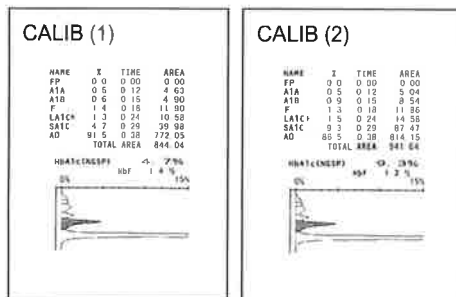 CALIB (1)
NAME % TIME AREA
FP 0.0 0.00 0.00
A1A 0.5 0.12 4.63
A1B 0.6 0.15 4.90
F 1.4 0.16 11.90
LA1C+ 1.3 0.24 10.58
SA1C 4.7 0.29 39.98
A0 91.5 0.38 772.05
TOTAL AREA 844.04
HbA1c(NGSP) 4.7%
HbF 1.4%
0% 15%
CALIB (2)
NAME % TIME AREA
FP 0.0 0.00 0.00
A1A 0.5 0.12 5.04
A1B 0.9 0.15 8.54
F 1.3 0.18 11.86
LA1C+ 1.5 0.24 14.58
SA1C 9.3 0.29 87.47
A0 86.5 0.38 814.15
TOTAL AREA 941.64
HbA1c(NGSP) 9.3%
HbF 1.2%
0% 15%